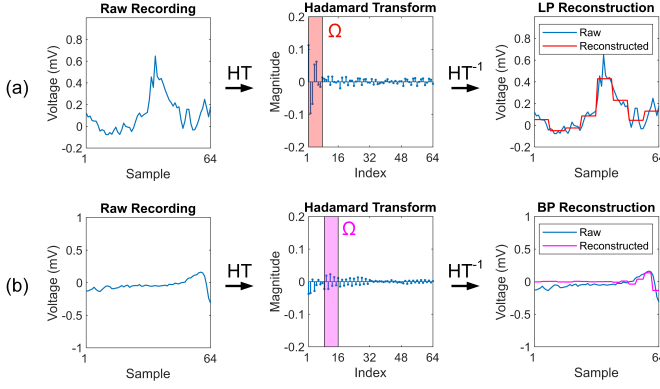 Raw Recording
Hadamard Transform
LP Reconstruction
(a)
Voltage (mV)
0.8
0.6
0.4
0.2
0
-0.2
1
64
Sample
HT
Magnitude
0.2
0.1
0
-0.1
-0.2
Ω
1
16
32
48
64
Index
HT-1
Voltage (mV)
0.8
0.6
0.4
0.2
0
-0.2
Raw
Reconstructed
1
64
Sample
Raw Recording
Hadamard Transform
BP Reconstruction
(b)
Voltage (mV)
1
0.5
0
-0.5
-1
1
64
Sample
HT
Magnitude
0.2
0.1
0
-0.1
-0.2
Ω
1
16
32
48
64
Index
HT-1
Voltage (mV)
1
0.5
0
-0.5
-1
Raw
Reconstructed
1
64
Sample